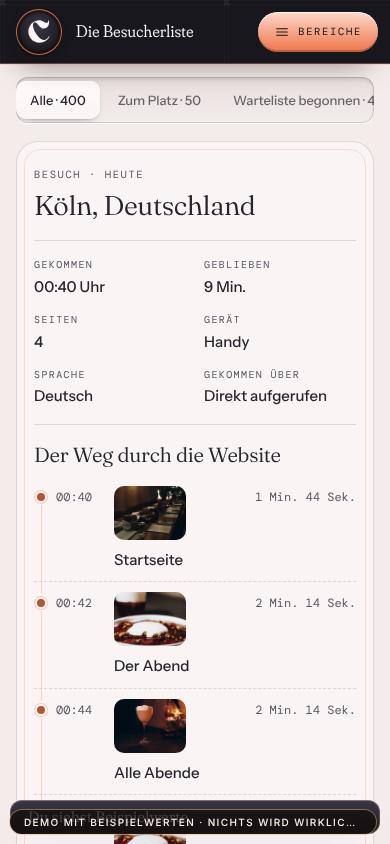 C Die Besucherliste BEREICHE
Alle · 400 Zum Platz · 50 Warteliste begonnen · 4
BESUCH · HEUTE
Köln, Deutschland
GEKOMMEN GEBLIEBEN
00:40 Uhr 9 Min.
SEITEN GERÄT
4 Handy
SPRACHE GEKOMMEN ÜBER
Deutsch Direkt aufgerufen
Der Weg durch die Website
00:40 1 Min. 44 Sek.
Startseite
00:42 2 Min. 14 Sek.
Der Abend
00:44 2 Min. 14 Sek.
Alle Abende
Du siehst Beispielwerte
DEMO MIT BEISPIELWERTEN · NICHTS WIRD WIRKLIC...